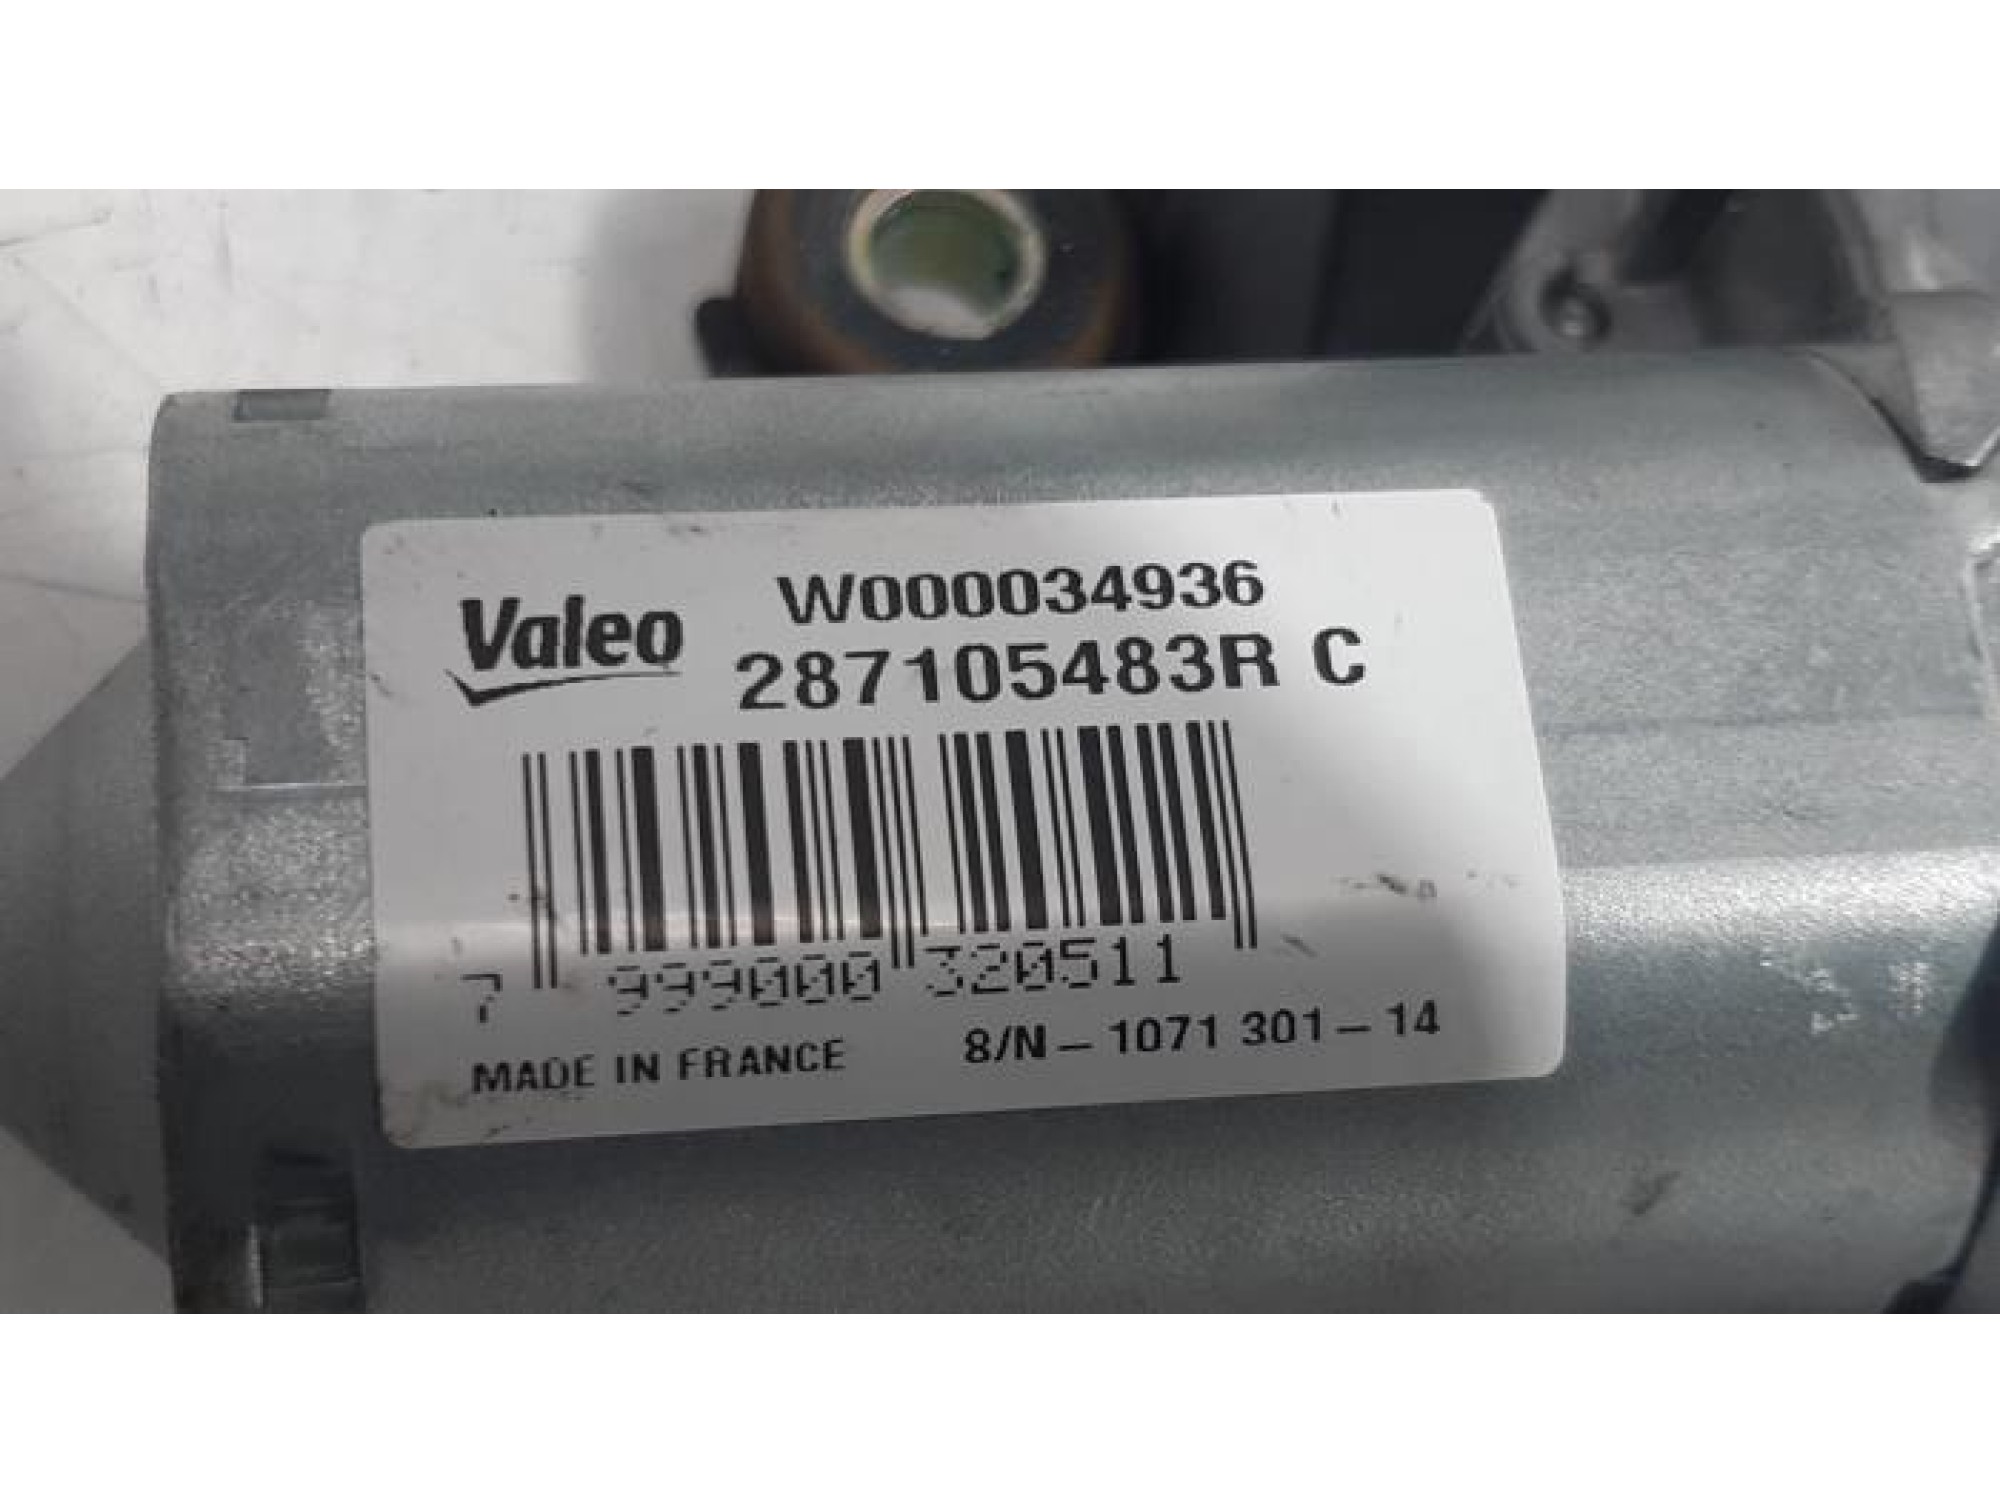 Valeo
W000034936
287105483R C
7 999000 320511
MADE IN FRANCE 8/N-1071 301-14